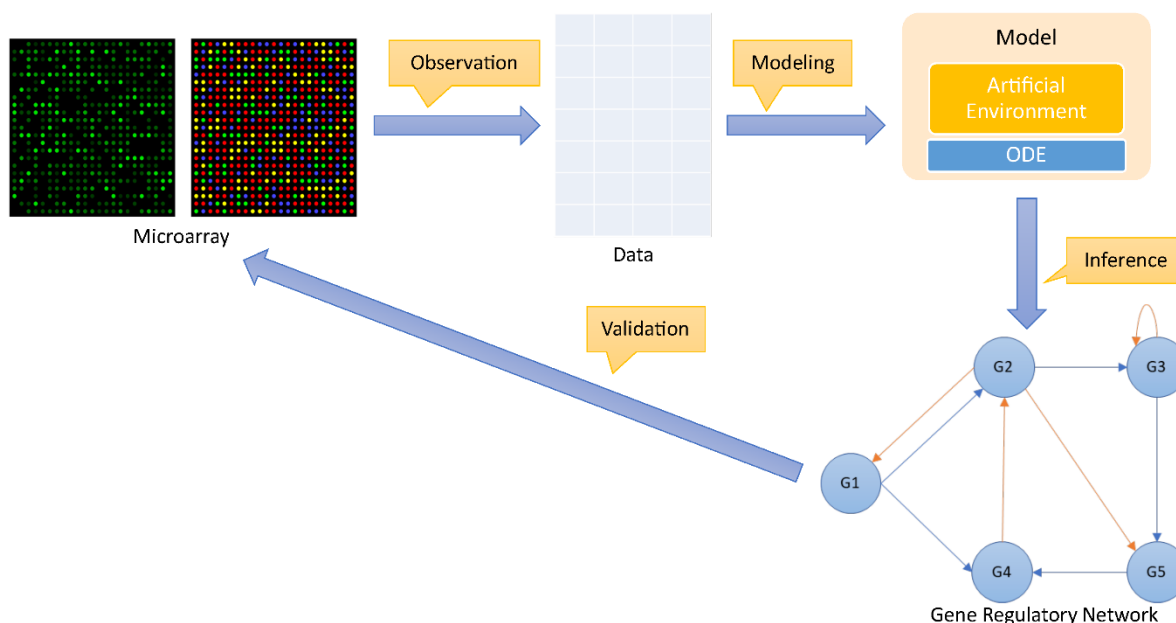 Observation
Modeling
Model
Artificial
Environment
ODE
Microarray
Data
Inference
Validation
G2
G3
G1
G4
G5
Gene Regulatory Network